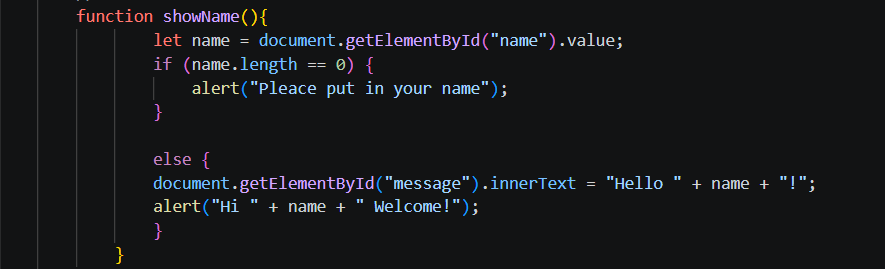 function showName(){
let name = document.getElementById("name").value;
if (name.length == 0) {
alert("Pleace put in your name");
}
else {
document.getElementById("message").innerText = "Hello " + name + "!";
alert("Hi " + name + " Welcome!");
}
}